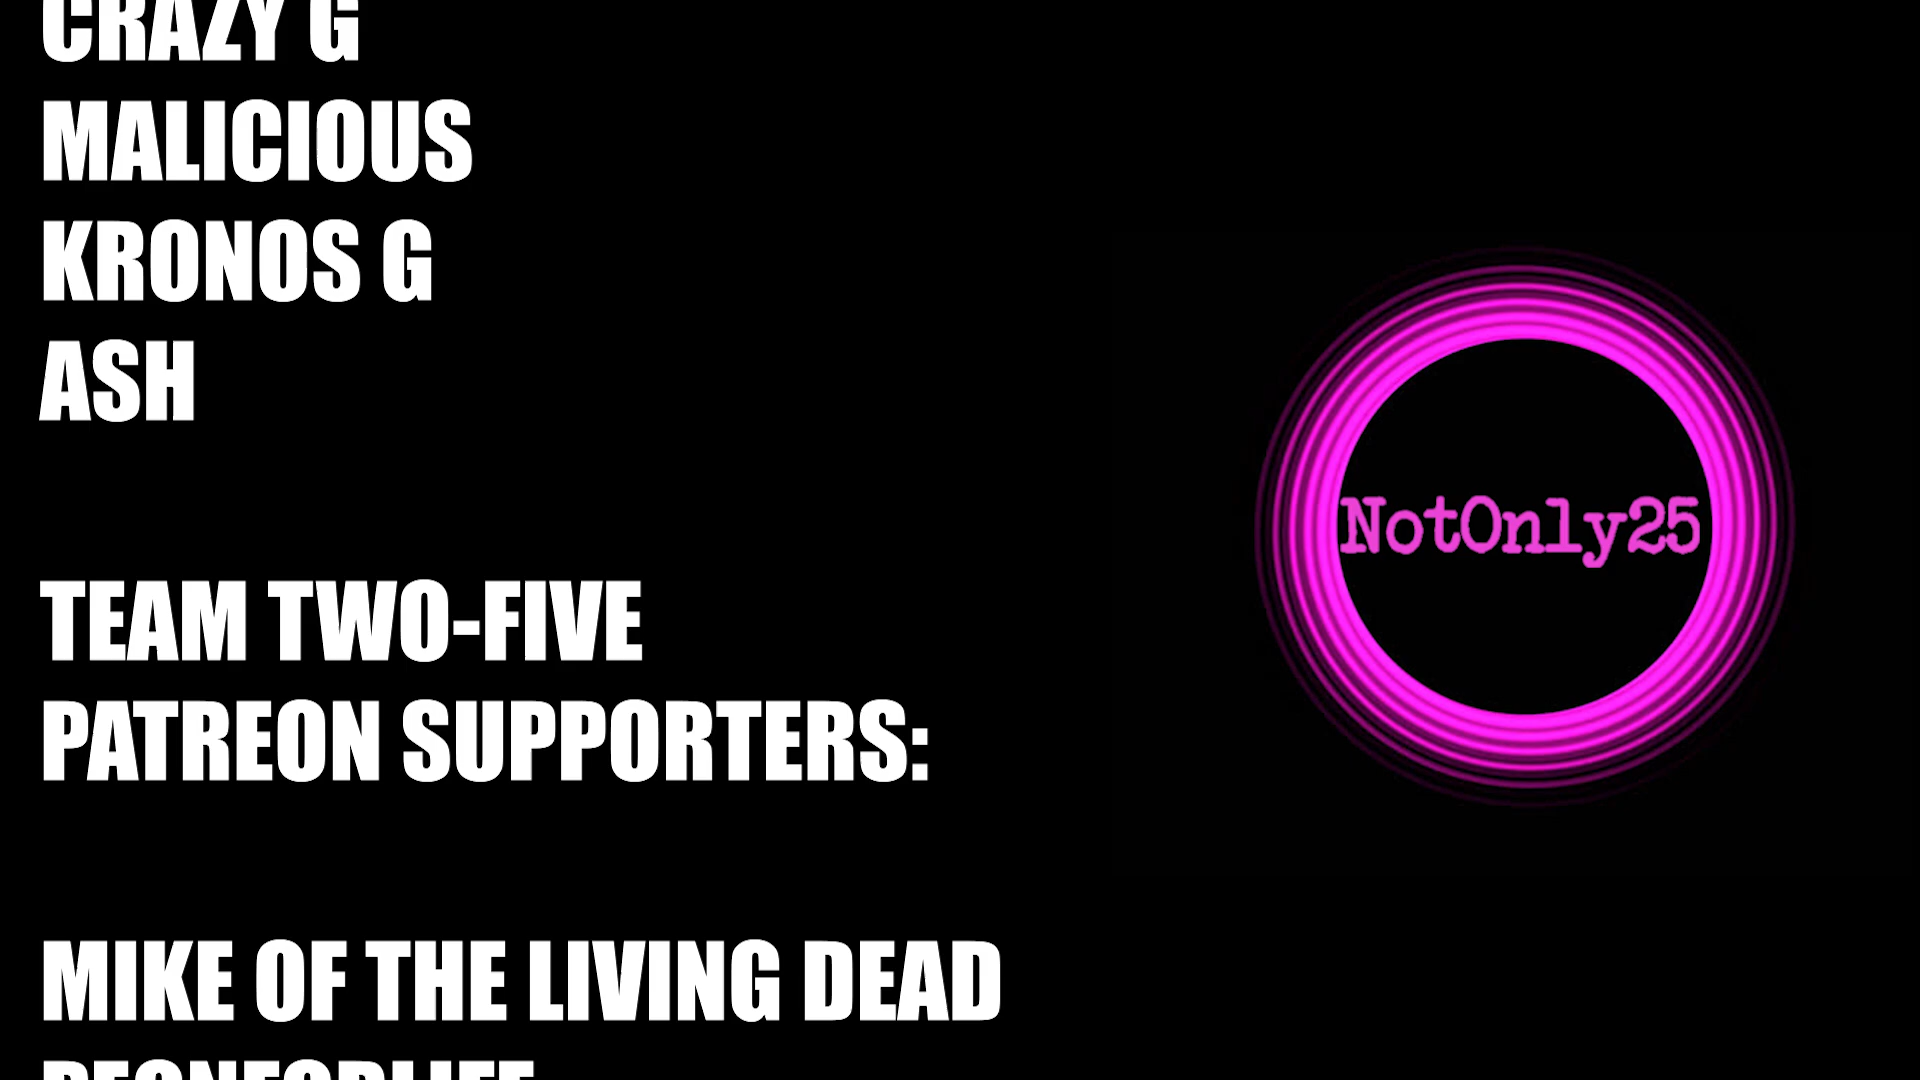 CRAZY G
MALICIOUS
KRONOS G
ASH
TEAM TWO-FIVE
PATREON SUPPORTERS:
MIKE OF THE LIVING DEAD
NotOnly25